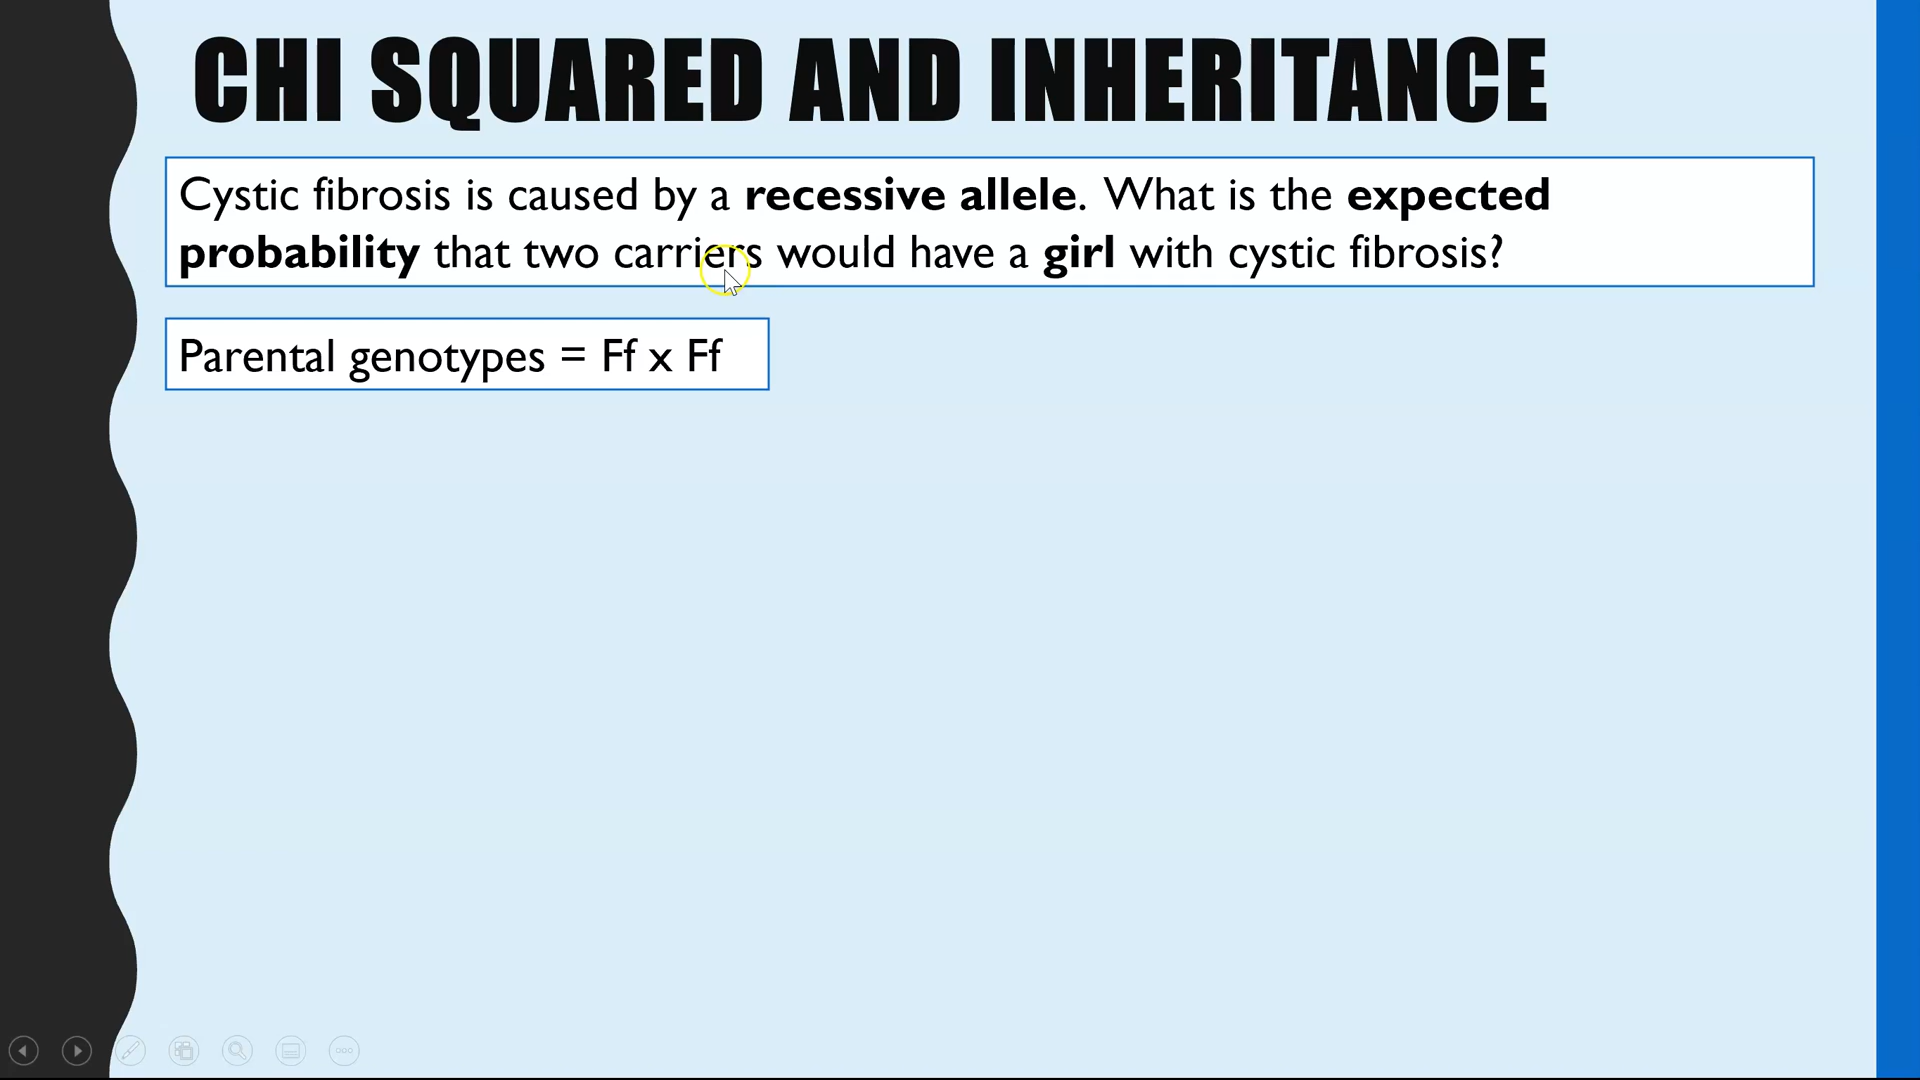 CHI SQUARED AND INHERITANCE
Cystic fibrosis is caused by a recessive allele. What is the expected
probability that two carriers would have a girl with cystic fibrosis?
Parental genotypes = Ff x Ff